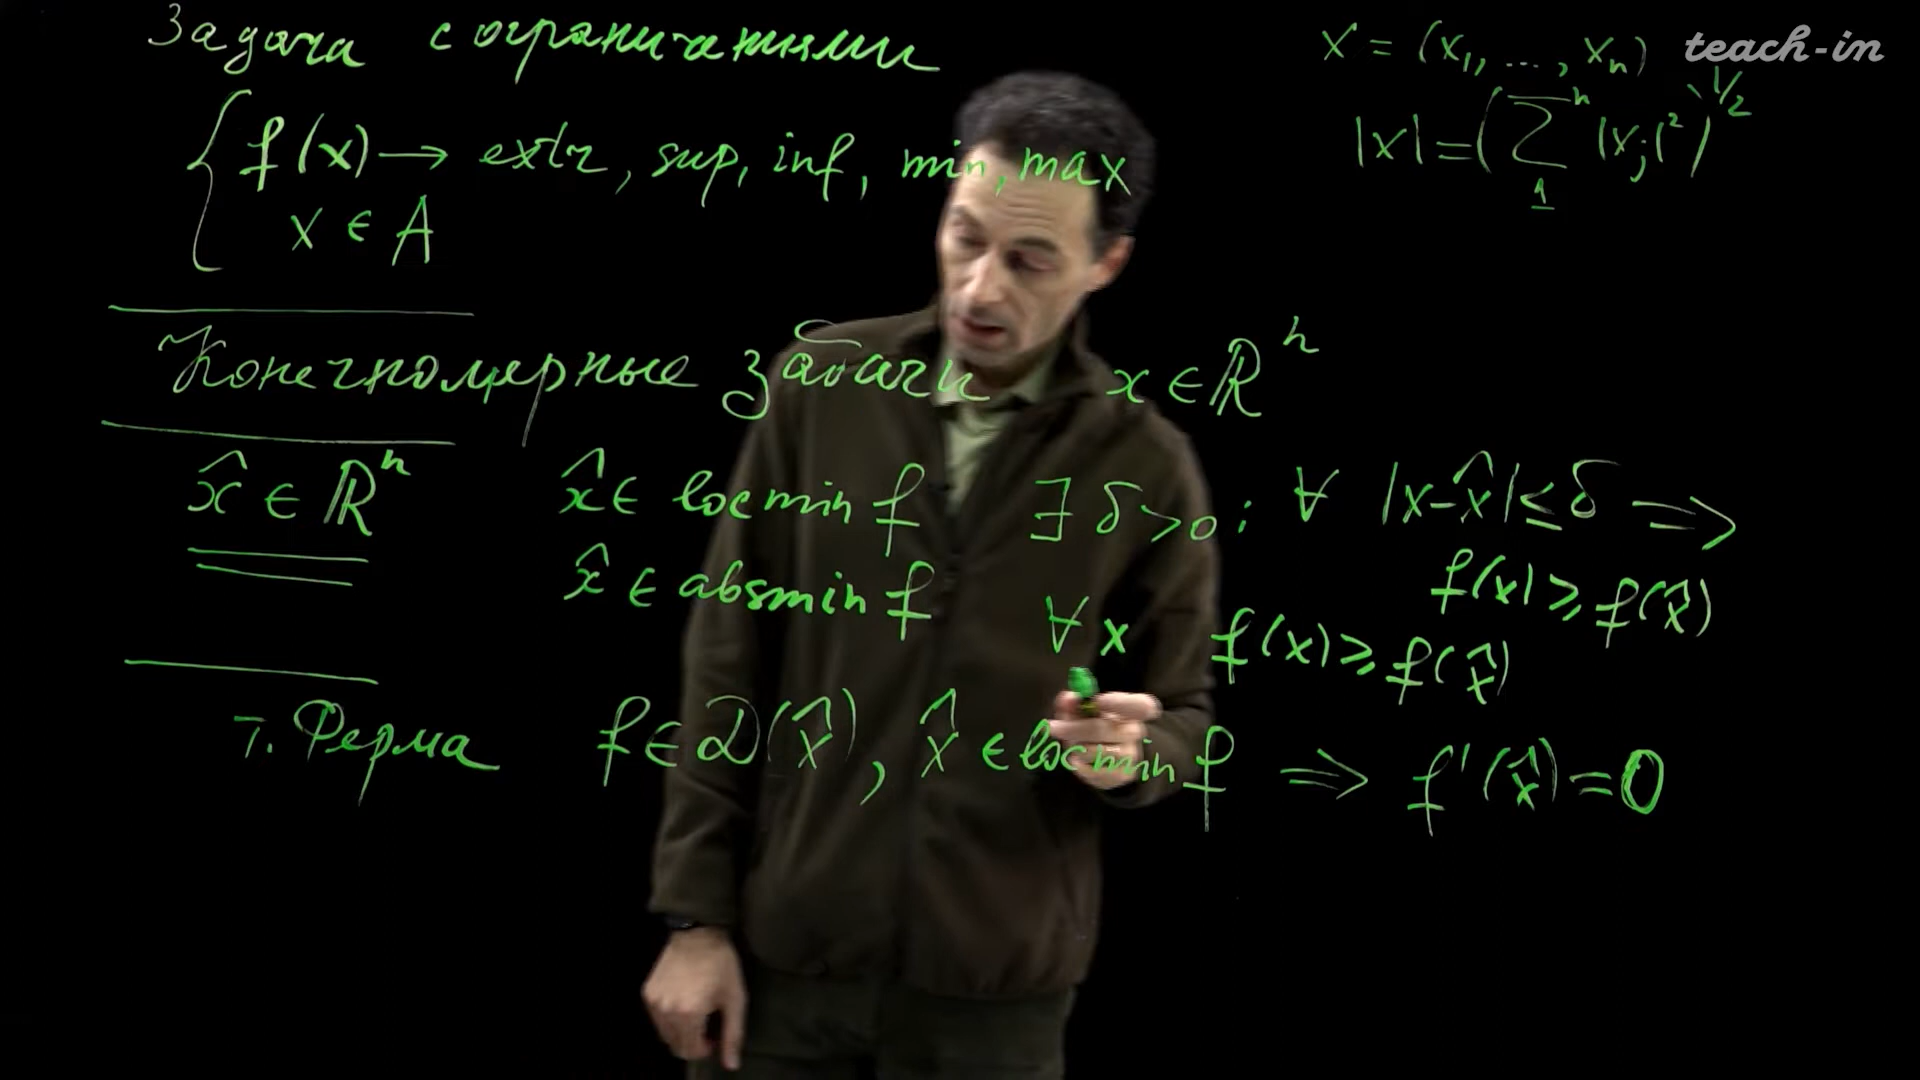 Задача с ограничениями
f(x) → extr, sup, inf, min, max
x ∈ A
x = (x₁, ..., xₙ)
|x| = (∑₁ⁿ |xⱼ|²)^1/2
teach-in
Конечномерные задачи x ∈ ℝⁿ
x̂ ∈ ℝⁿ x̂ ∈ locmin f ∃ δ > 0 : ∀ |x - x̂| ≤ δ ⇒
f(x) ≥ f(x̂)
x̂ ∈ absmin f ∀ x f(x) ≥ f(x̂)
т. Ферма f ∈ D(x̂), x̂ ∈ locmin f ⇒ f'(x̂) = 0